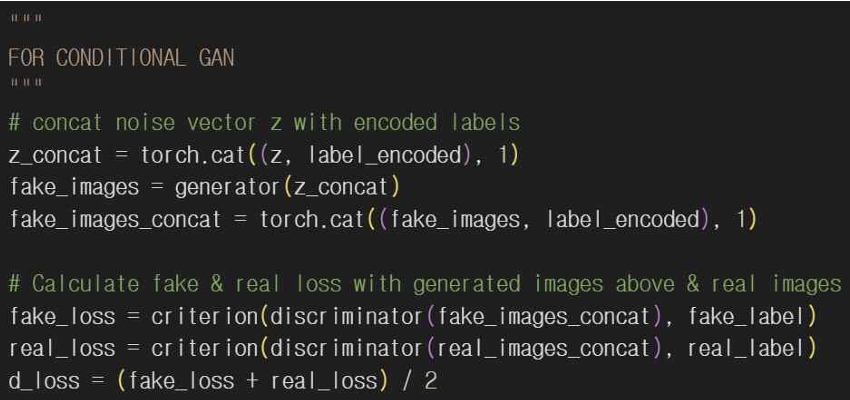 """
FOR CONDITIONAL GAN
"""
# concat noise vector z with encoded labels
z_concat = torch.cat((z, label_encoded), 1)
fake_images = generator(z_concat)
fake_images_concat = torch.cat((fake_images, label_encoded), 1)
# Calculate fake & real loss with generated images above & real images
fake_loss = criterion(discriminator(fake_images_concat), fake_label)
real_loss = criterion(discriminator(real_images_concat), real_label)
d_loss = (fake_loss + real_loss) / 2